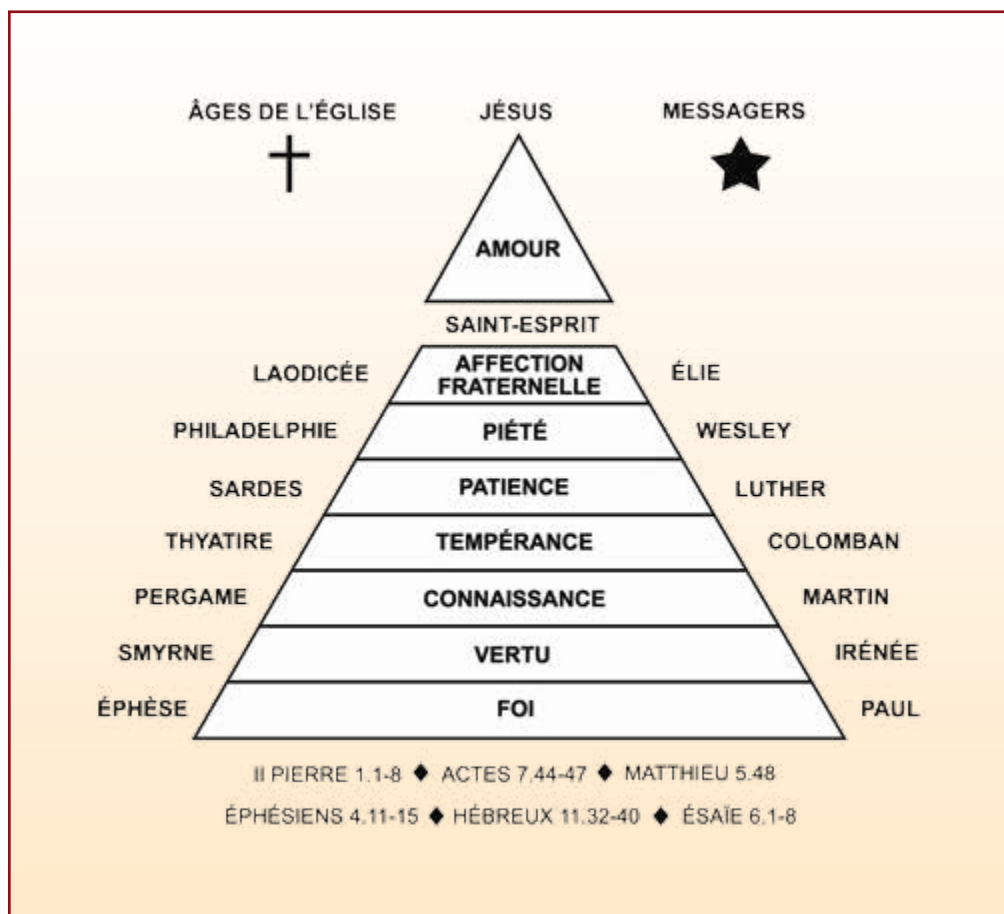 ÂGES DE L'ÉGLISE JÉSUS MESSAGERS
AMOUR
SAINT-ESPRIT
LAODICÉE AFFECTION FRATERNELLE ÉLIE
PHILADELPHIE PIÉTÉ WESLEY
SARDES PATIENCE LUTHER
THYATIRE TEMPÉRANCE COLOMBAN
PERGAME CONNAISSANCE MARTIN
SMYRNE VERTU IRÉNÉE
ÉPHÈSE FOI PAUL
II PIERRE 1.1-8 ◆ ACTES 7.44-47 ◆ MATTHIEU 5.48
ÉPHÉSIENS 4.11-15 ◆ HÉBREUX 11.32-40 ◆ ÉSAÏE 6.1-8